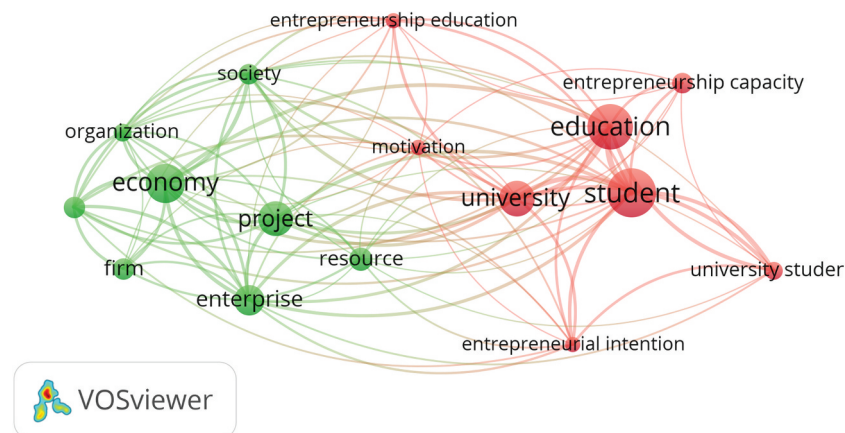 entrepreneurship education
society
entrepreneurship capacity
organization
education
motivation
economy
student
university
project
resource
firm
university studer
enterprise
entrepreneurial intention
VOSviewer